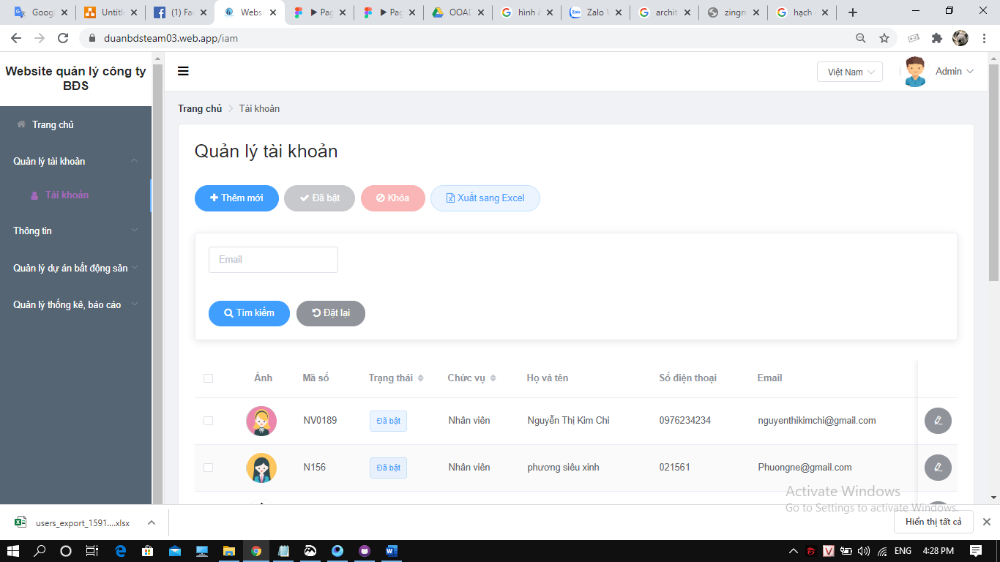 Goog
Untitl
(1) Fac
Webs
▶ Pag
▶ Pag
OOAD
hình ả
Zalo W
archit
zingn
hạch
duanbdsteam03.web.app/iam
Website quản lý công ty BĐS
Việt Nam
Admin
Trang chủ
Quản lý tài khoản
Tài khoản
Thông tin
Quản lý dự án bất động sản
Quản lý thống kê, báo cáo
Trang chủ > Tài khoản
Quản lý tài khoản
Thêm mới
Đã bật
Khóa
Xuất sang Excel
Email
Tìm kiếm
Đặt lại
Ảnh Mã số Trạng thái Chức vụ Họ và tên Số điện thoại Email
NV0189 Đã bật Nhân viên Nguyễn Thị Kim Chi 0976234234 nguyenthikimchi@gmail.com
N156 Đã bật Nhân viên phương siêu xinh 021561 Phuongne@gmail.com
Activate Windows
Go to Settings to activate Windows.
users_export_1591....xlsx
Hiển thị tất cả
ENG
4:28 PM